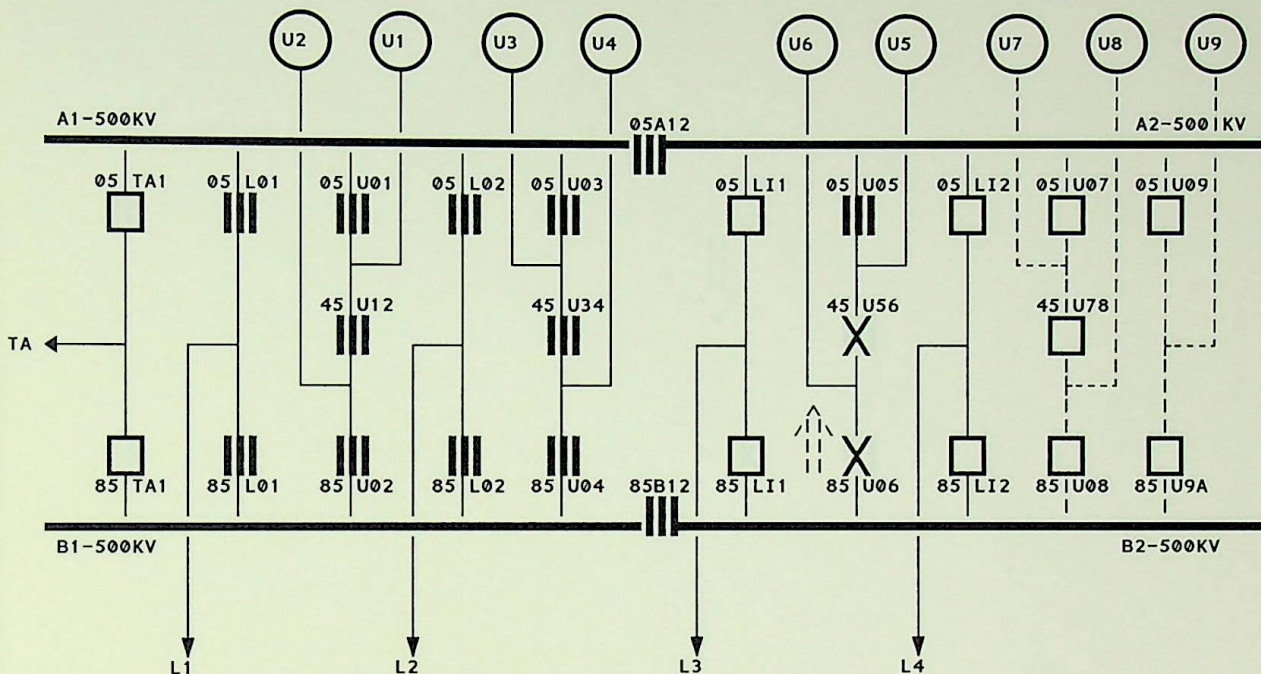 U2 U1 U3 U4 U6 U5 U7 U8 U9
A1-500KV 05A12 A2-500 KV
05 TA1 05 L01 05 U01 05 L02 05 U03 05 LI1 05 U05 05 LI2 05 U07 05 U09
45 U12 45 U34 45 U56 45 U78
TA
85 TA1 85 L01 85 U02 85 L02 85 U04 85B12 85 LI1 85 U06 85 LI2 85 U08 85 U9A
B1-500KV B2-500KV
L1 L2 L3 L4